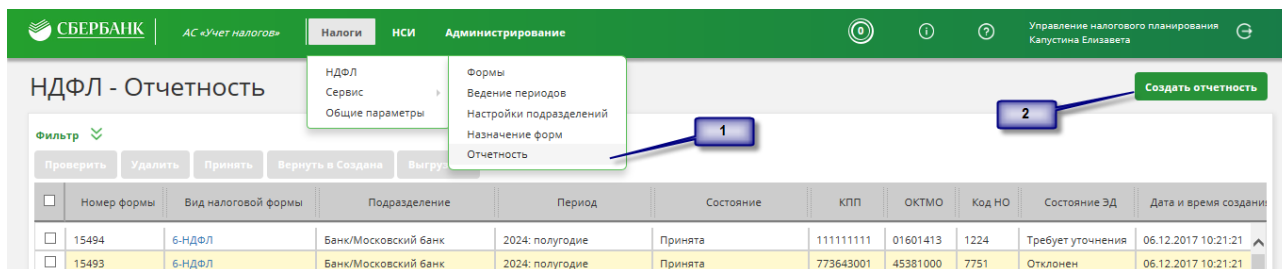 СБЕРБАНК АС «Учет налогов» Налоги НСИ Администрирование 0 i ? Управление налогового планирования
Капустина Елизавета
НДФЛ - Отчетность
НДФЛ
Сервис
Общие параметры
Формы
Ведение периодов
Настройки подразделений
Назначение форм
Отчетность
1
2
Создать отчетность
Фильтр
Проверить Удалить Принять Вернуть в Создана
Номер формы Вид налоговой формы Подразделение Период Состояние КПП ОКТМО Код НО Состояние ЭД Дата и время создания
15494 6-НДФЛ Банк/Московский банк 2024: полугодие Принята 111111111 01601413 1224 Требует уточнения 06.12.2017 10:21:21
15493 6-НДФЛ Банк/Московский банк 2024: полугодие Принята 773643001 45381000 7751 Отклонен 06.12.2017 10:21:21